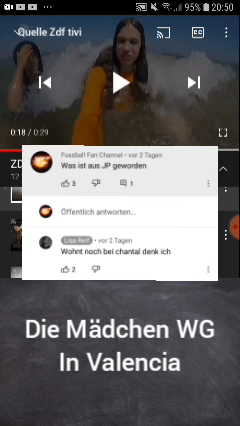 95% 20:50
Quelle Zdf tivi
0:18 / 0:29
ZD
12
Fussball Fan Channel • vor 2 Tagen
Was ist aus JP geworden
3 1
Öffentlich antworten...
Lisa Reif • vor 2 Tagen
Wohnt noch bei chantal denk ich
2
Die Mädchen WG
In Valencia